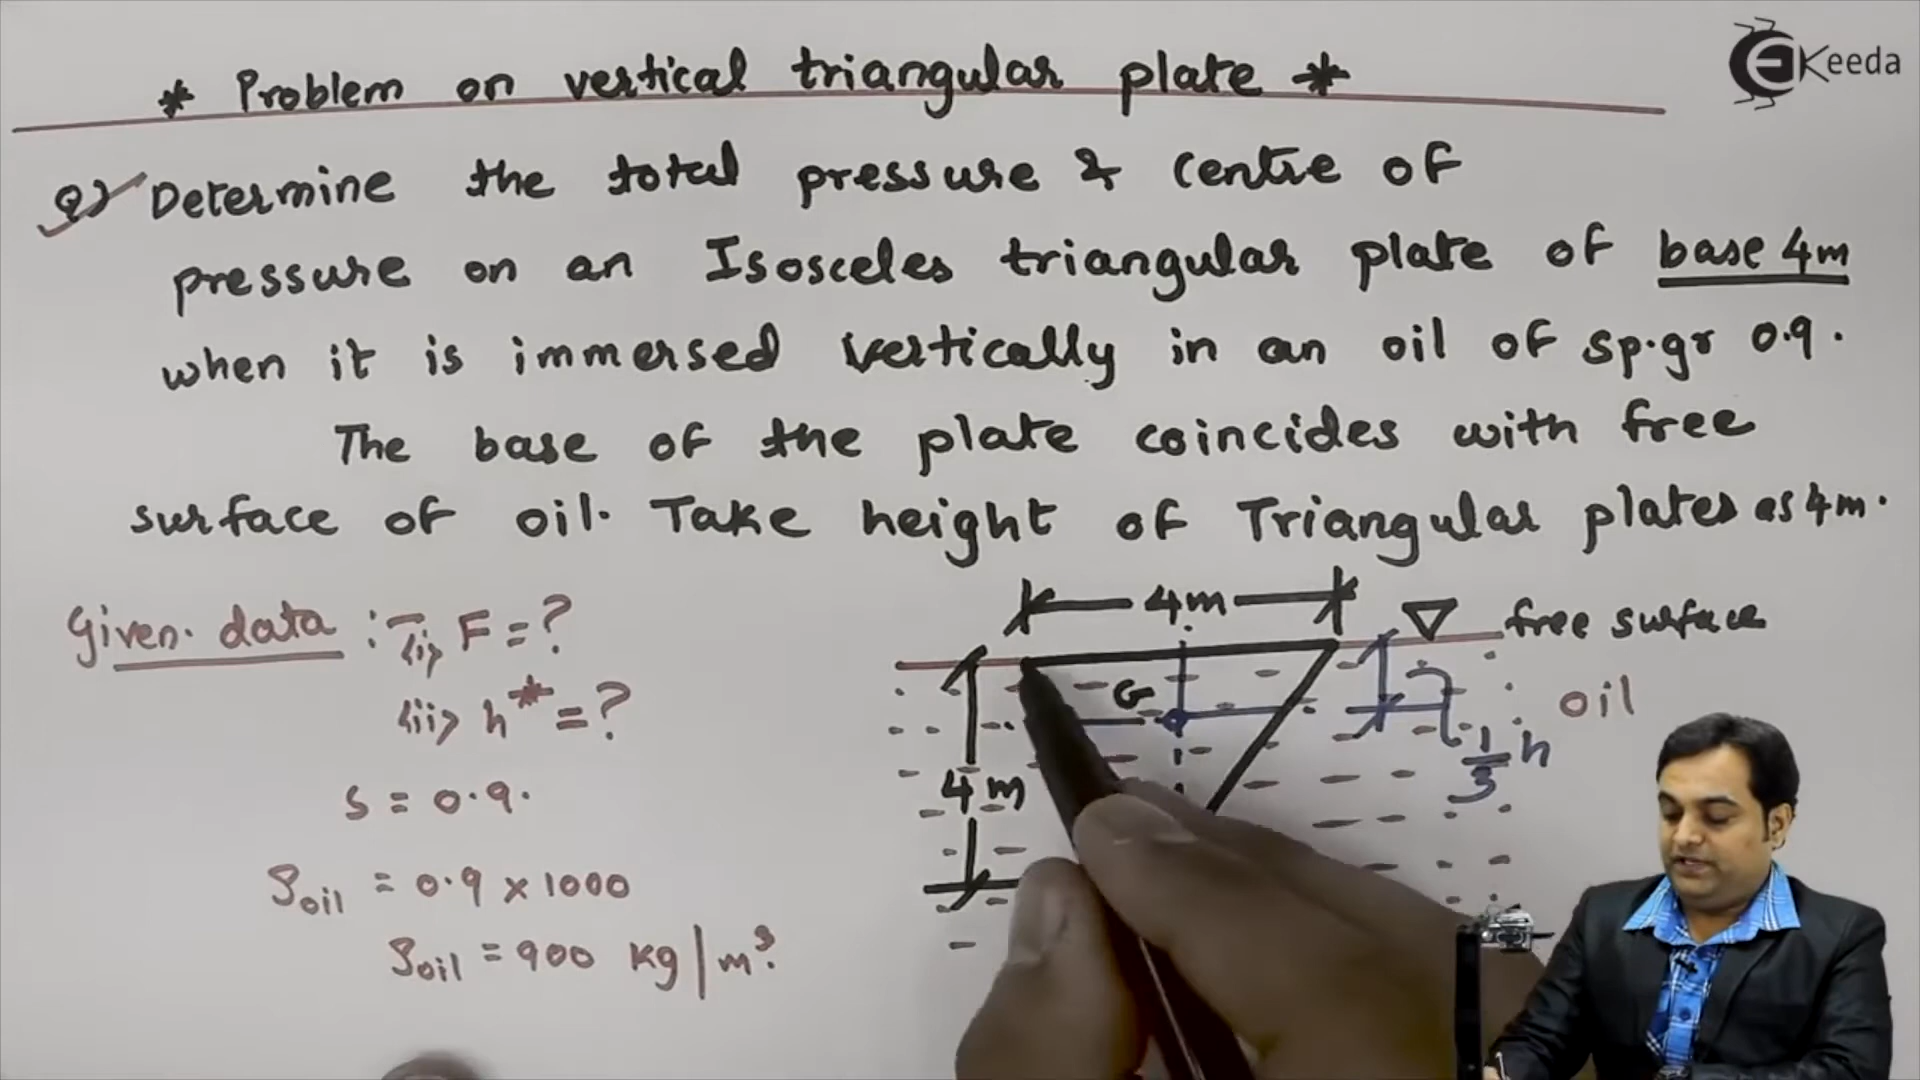 * Problem on vertical triangular plate *
Q) Determine the total pressure & centre of
pressure on an Isosceles triangular plate of base 4m
when it is immersed vertically in an oil of sp.gr 0.9.
The base of the plate coincides with free
surface of oil. Take height of Triangular plates as 4m.
Given data :- (i) F = ?
(ii) h* = ?
S = 0.9.
ρoil = 0.9 × 1000
ρoil = 900 kg/m³.
4m
free surface
G
oil
1/3 h
4 m
EKeeda